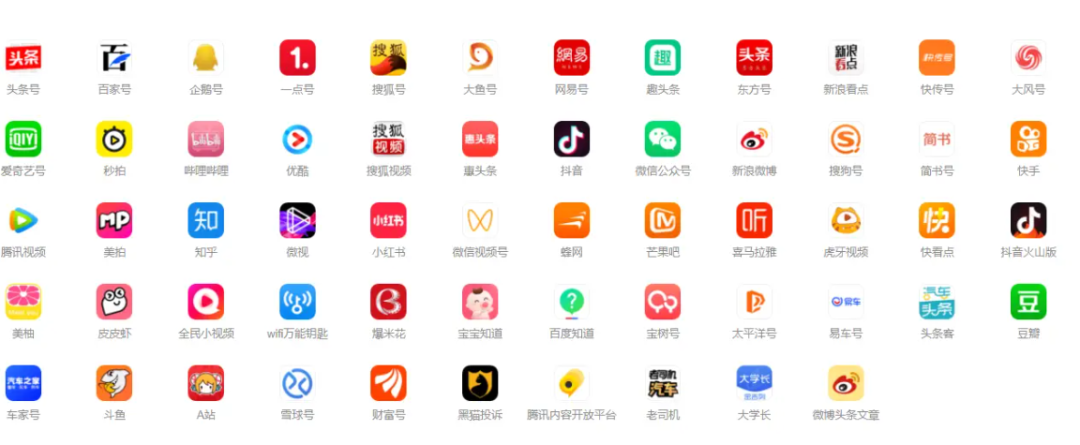 头条 百 1. 搜狐 網易 NEWS 趣 头条 新浪看点 快传号
头条号 百家号 企鹅号 一点号 搜狐号 大鱼号 网易号 趣头条 东方号 新浪看点 快传号 大风号
iQIYI bilibili 搜狐视频 惠头条 简书
爱奇艺号 秒拍 哔哩哔哩 优酷 搜狐视频 惠头条 抖音 微信公众号 新浪微博 搜狗号 简号号 快手
MP 知 小红书 听 快
腾讯视频 美拍 知乎 微视 小红书 微信视频号 蜂网 芒果吧 喜马拉雅 虎牙视频 快看点 抖音火山版
? 易车 汽车头条 豆
美柚 皮皮虾 全民小视频 wifi万能钥匙 爆米花 宝宝知道 百度知道 宝树号 太平洋号 易车号 头条客 豆瓣
汽车之家 老司机汽车 大学长
车家号 斗鱼 A站 雪球号 财富号 黑猫投诉 腾讯内容开放平台 老司机 大学长 微博头条文章